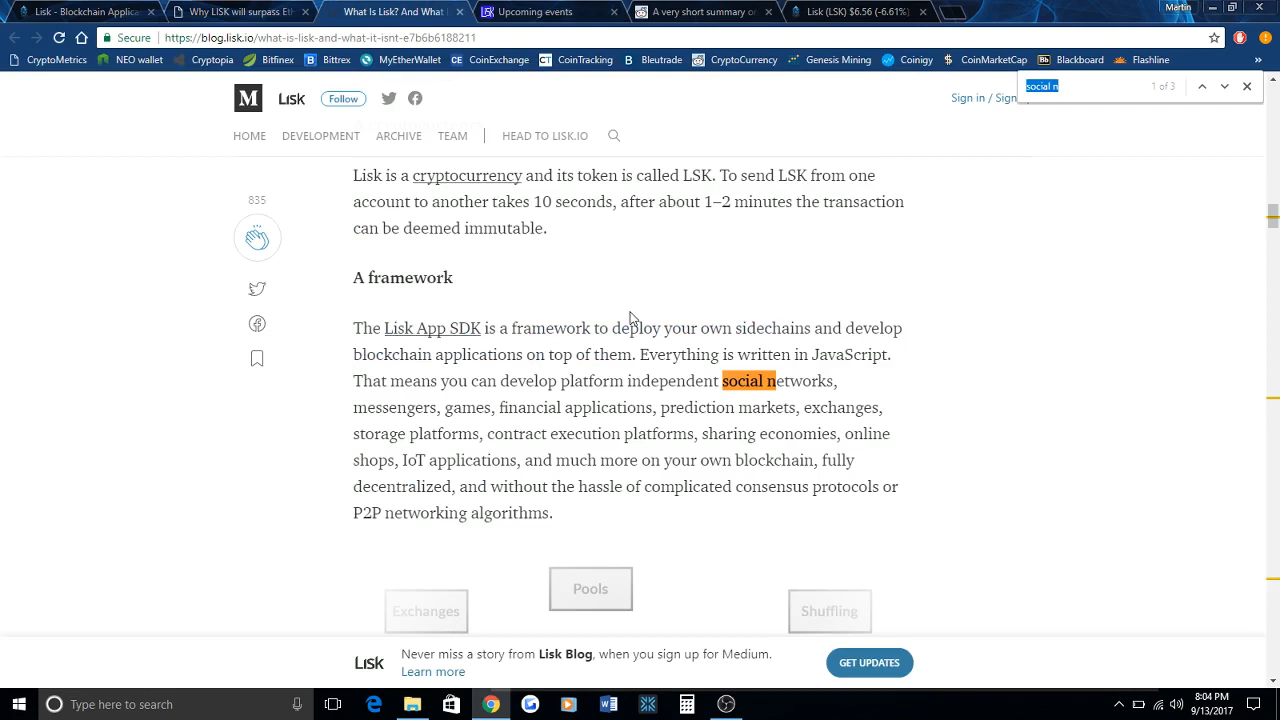 Lisk - Blockchain Applica
Why LISK will surpass Eth
What Is Lisk? And What I
Upcoming events
A very short summary on
Lisk (LSK) $6.56 (-6.61%)
Martin
Secure
https://blog.lisk.io/what-is-lisk-and-what-it-isnt-e7b6b6188211
CryptoMetrics
NEO wallet
Cryptopia
Bitfinex
Bittrex
MyEtherWallet
CoinExchange
CoinTracking
Bleutrade
CryptoCurrency
Genesis Mining
Coinigy
CoinMarketCap
Blackboard
Flashline
social n
1 of 3
M
Lisk
Follow
Sign in / Sign
HOME
DEVELOPMENT
ARCHIVE
TEAM
HEAD TO LISK.IO
Lisk is a cryptocurrency and its token is called LSK. To send LSK from one
account to another takes 10 seconds, after about 1–2 minutes the transaction
can be deemed immutable.
835
A framework
The Lisk App SDK is a framework to deploy your own sidechains and develop
blockchain applications on top of them. Everything is written in JavaScript.
That means you can develop platform independent social networks,
messengers, games, financial applications, prediction markets, exchanges,
storage platforms, contract execution platforms, sharing economies, online
shops, IoT applications, and much more on your own blockchain, fully
decentralized, and without the hassle of complicated consensus protocols or
P2P networking algorithms.
Pools
Exchanges
Shuffling
Lisk
Never miss a story from Lisk Blog, when you sign up for Medium.
Learn more
GET UPDATES
Type here to search
8:04 PM
9/13/2017